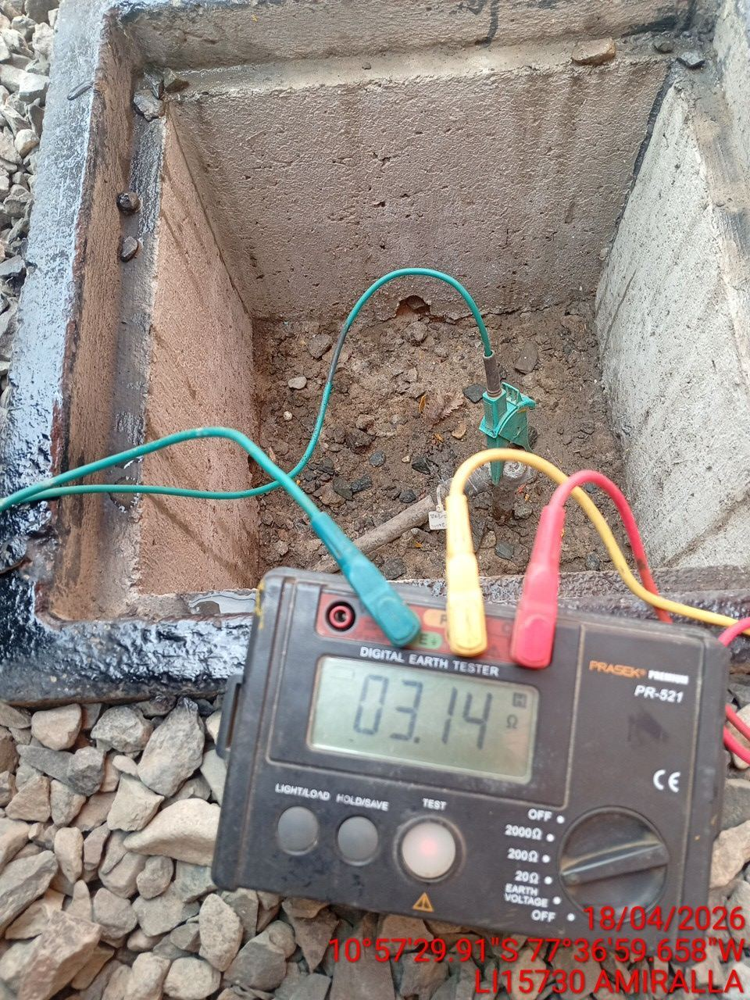 DIGITAL EARTH TESTER
PRASEK® PREMIUM
PR-521
03.14
Ω
CE
LIGHT/LOAD
HOLD/SAVE
TEST
OFF
2000Ω
200Ω
20Ω
EARTH
VOLTAGE
OFF
18/04/2026
10°57'29.91"S 77°36'59.658"W
LI15730 AMIRALLA